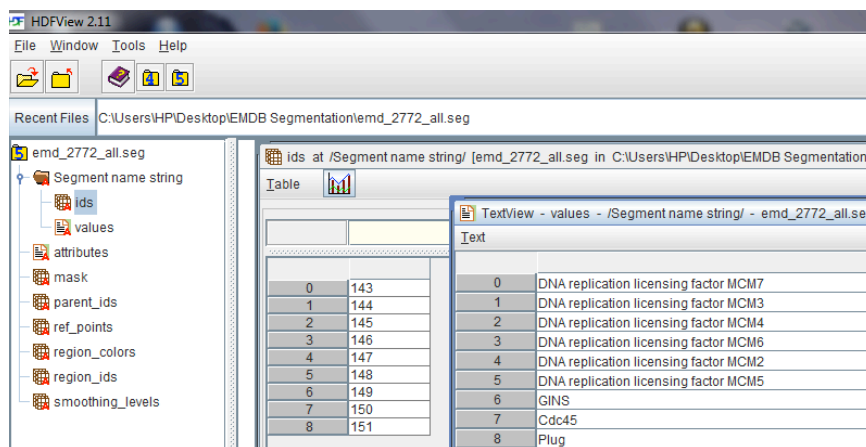 HDFView 2.11
File Window Tools Help
4 5
Recent Files C:\Users\HP\Desktop\EMDB Segmentation\emd_2772_all.seg
5 emd_2772_all.seg
Segment name string
ids
values
attributes
mask
parent_ids
ref_points
region_colors
region_ids
smoothing_levels
ids at /Segment name string/ [emd_2772_all.seg in C:\Users\HP\Desktop\EMDB Segmentation
Table
0 143
1 144
2 145
3 146
4 147
5 148
6 149
7 150
8 151
TextView - values - /Segment name string/ - emd_2772_all.se
Text
0 DNA replication licensing factor MCM7
1 DNA replication licensing factor MCM3
2 DNA replication licensing factor MCM4
3 DNA replication licensing factor MCM6
4 DNA replication licensing factor MCM2
5 DNA replication licensing factor MCM5
6 GINS
7 Cdc45
8 Plug